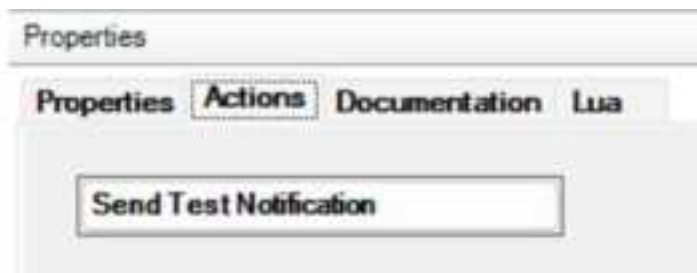 Properties
Properties Actions Documentation Lua
Send Test Notification